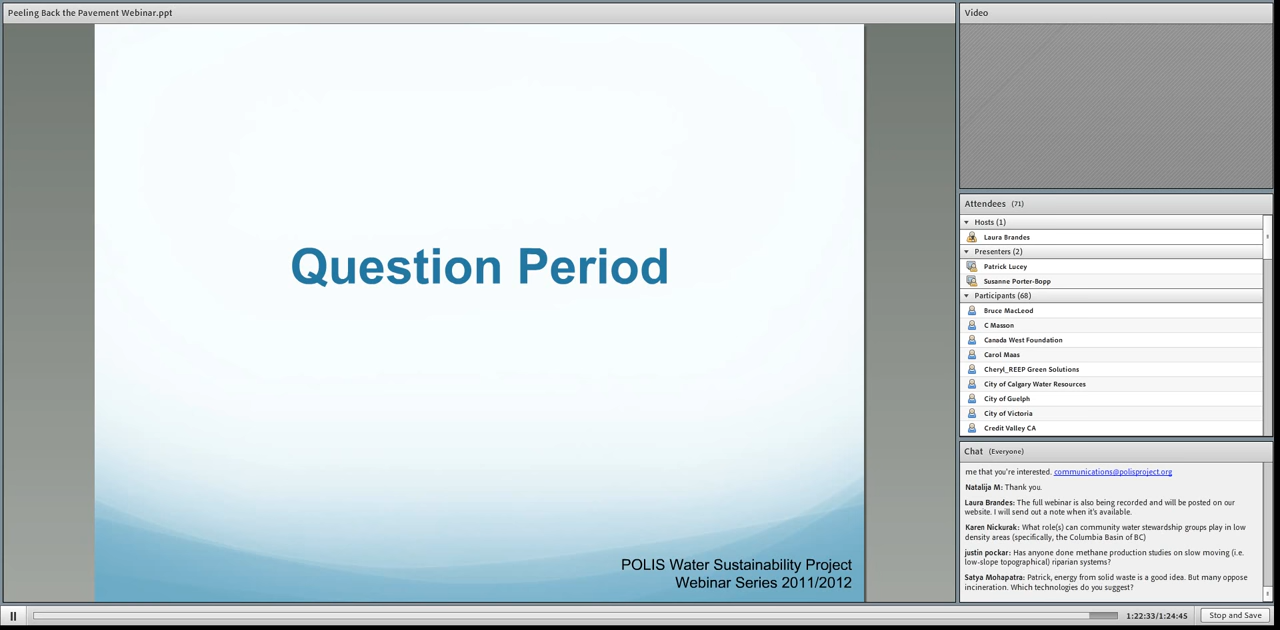 Peeling Back the Pavement Webinar.ppt
Question Period
POLIS Water Sustainability Project
Webinar Series 2011/2012
Video
Attendees (71)
Hosts (1)
Laura Brandes
Presenters (2)
Patrick Lucey
Susanne Porter-Bopp
Participants (68)
Bruce MacLeod
C Masson
Canada West Foundation
Carol Maas
Cheryl_REEP Green Solutions
City of Calgary Water Resources
City of Guelph
City of Victoria
Credit Valley CA
Chat (Everyone)
me that you're interested. communications@polisproject.org
Natalija M: Thank you.
Laura Brandes: The full webinar is also being recorded and will be posted on our
website. I will send out a note when it's available.
Karen Nickurak: What role(s) can community water stewardship groups play in low
density areas (specifically, the Columbia Basin of BC)
justin pockar: Has anyone done methane production studies on slow moving (i.e.
low-slope topographical) riparian systems?
Satya Mohapatra: Patrick, energy from solid waste is a good idea. But many oppose
incineration. Which technologies do you suggest?
1:22:33/1:24:45
Stop and Save